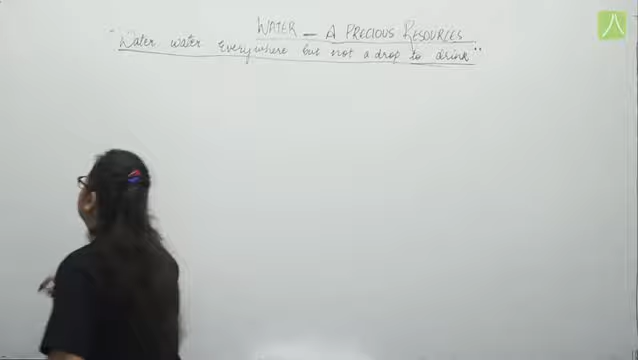 WATER — A PRECIOUS RESOURCES
"Water water everywhere but not a drop to drink"